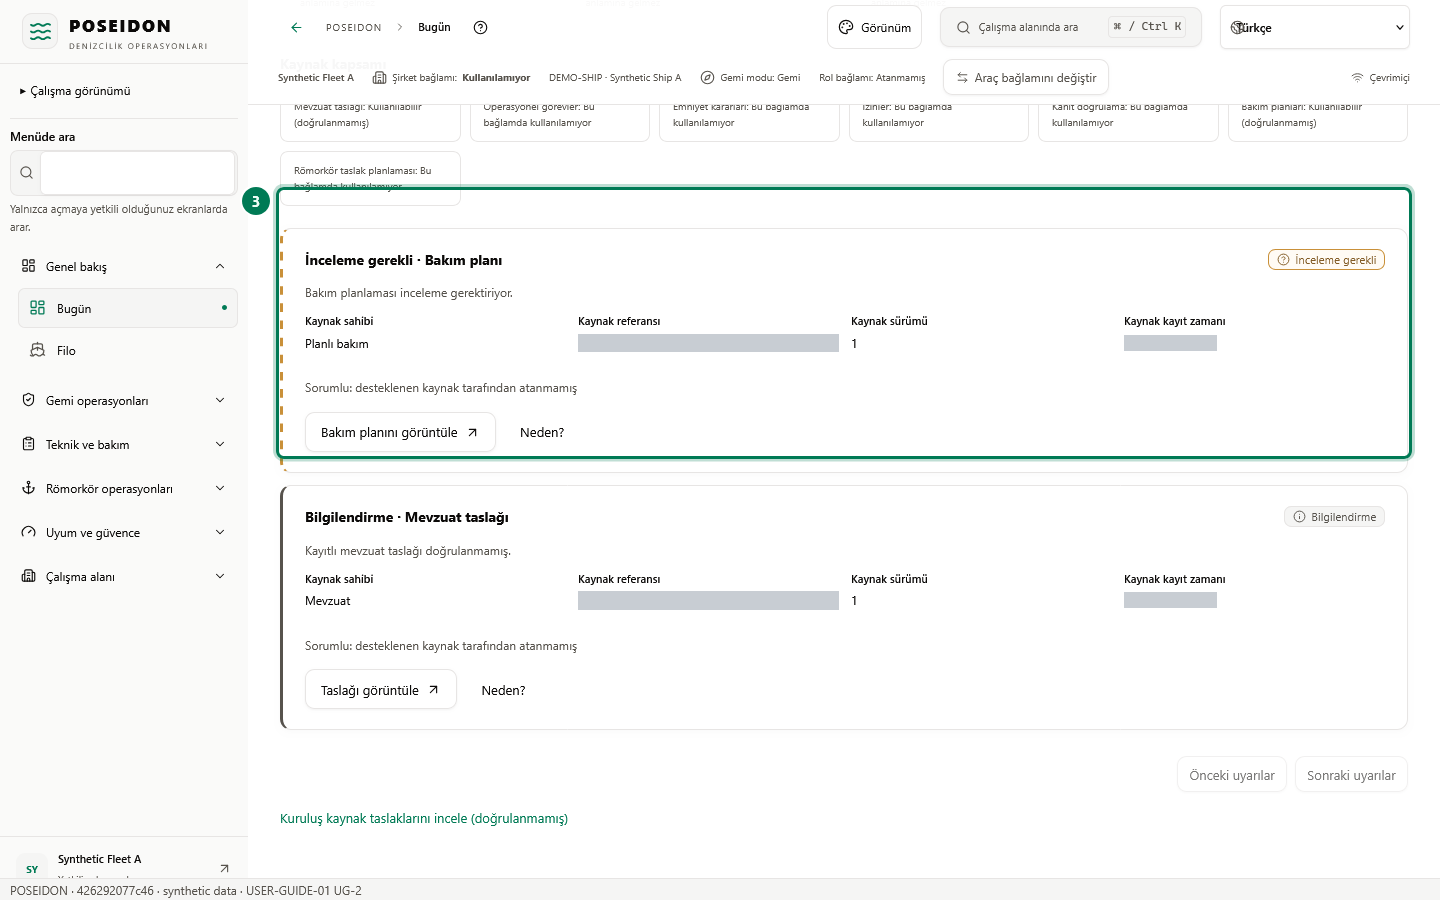 POSEIDON
DENİZCİLİK OPERASYONLARI
Çalışma görünümü
Menüde ara
Yalnızca açmaya yetkili olduğunuz ekranlarda
arar.
Genel bakış
Bugün
Filo
Gemi operasyonları
Teknik ve bakım
Römorkör operasyonları
Uyum ve güvence
Çalışma alanı
SY
Synthetic Fleet A
POSEIDON
Bugün
Görünüm
Çalışma alanında ara
⌘ / Ctrl K
Türkçe
Kaynak kapsamı
Synthetic Fleet A
Şirket bağlamı: Kullanılamıyor
DEMO-SHIP · Synthetic Ship A
Gemi modu: Gemi
Rol bağlamı: Atanmamış
Araç bağlamını değiştir
Çevrimiçi
Mevzuat taslağı: Kullanılabilir
(doğrulanmamış)
Operasyonel görevler: Bu
bağlamda kullanılamıyor
Emniyet kararları: Bu bağlamda
kullanılamıyor
İzinler: Bu bağlamda
kullanılamıyor
Kanıt doğrulama: Bu bağlamda
kullanılamıyor
Bakım planları: Kullanılabilir
(doğrulanmamış)
Römorkör taslak planlaması: Bu
bağlamda kullanılamıyor
3
İnceleme gerekli · Bakım planı
İnceleme gerekli
Bakım planlaması inceleme gerektiriyor.
Kaynak sahibi
Kaynak referansı
Kaynak sürümü
Kaynak kayıt zamanı
Planlı bakım
1
Sorumlu: desteklenen kaynak tarafından atanmamış
Bakım planını görüntüle
Neden?
Bilgilendirme · Mevzuat taslağı
Bilgilendirme
Kayıtlı mevzuat taslağı doğrulanmamış.
Kaynak sahibi
Kaynak referansı
Kaynak sürümü
Kaynak kayıt zamanı
Mevzuat
1
Sorumlu: desteklenen kaynak tarafından atanmamış
Taslağı görüntüle
Neden?
Önceki uyarılar
Sonraki uyarılar
Kuruluş kaynak taslaklarını incele (doğrulanmamış)
POSEIDON · 426292077c46 · synthetic data · USER-GUIDE-01 UG-2